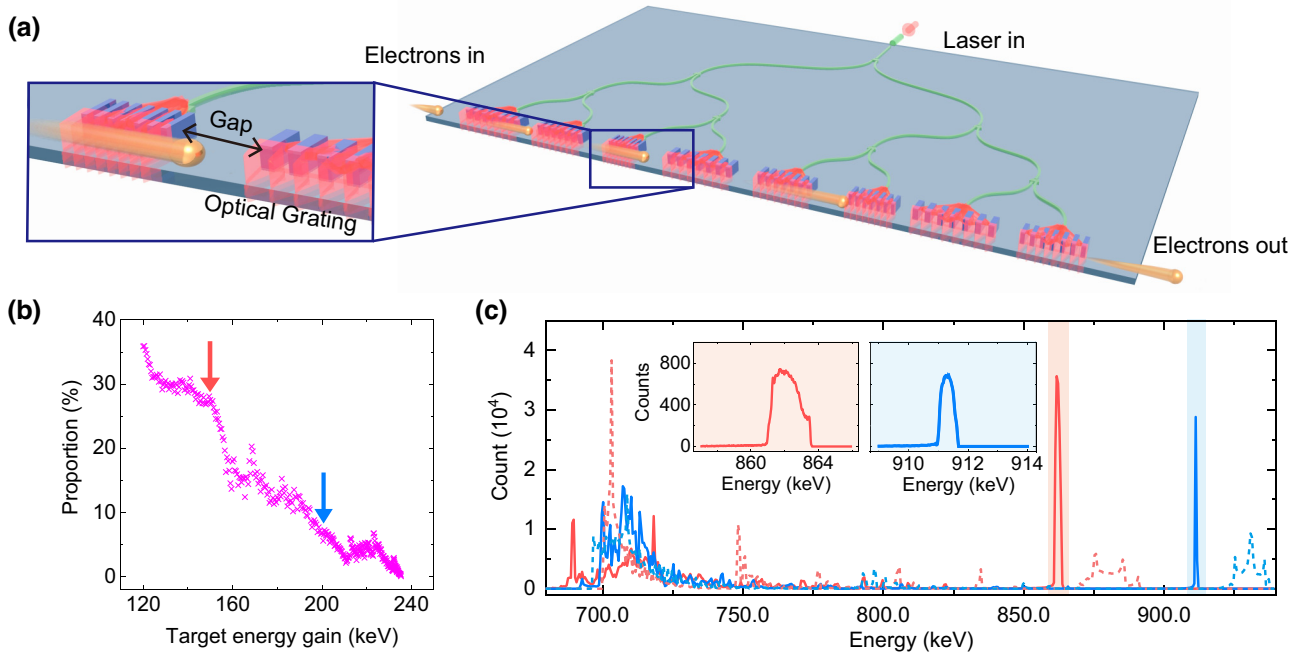 (a)
Electrons in
Laser in
Gap
Optical Grating
Electrons out
(b)
40
30
20
10
0
Proportion (%)
120
160
200
240
Target energy gain (keV)
(c)
4
3
2
1
0
Count (10⁴)
800
400
0
Counts
860
864
Energy (keV)
910
912
914
Energy (keV)
700.0
750.0
800.0
850.0
900.0
Energy (keV)